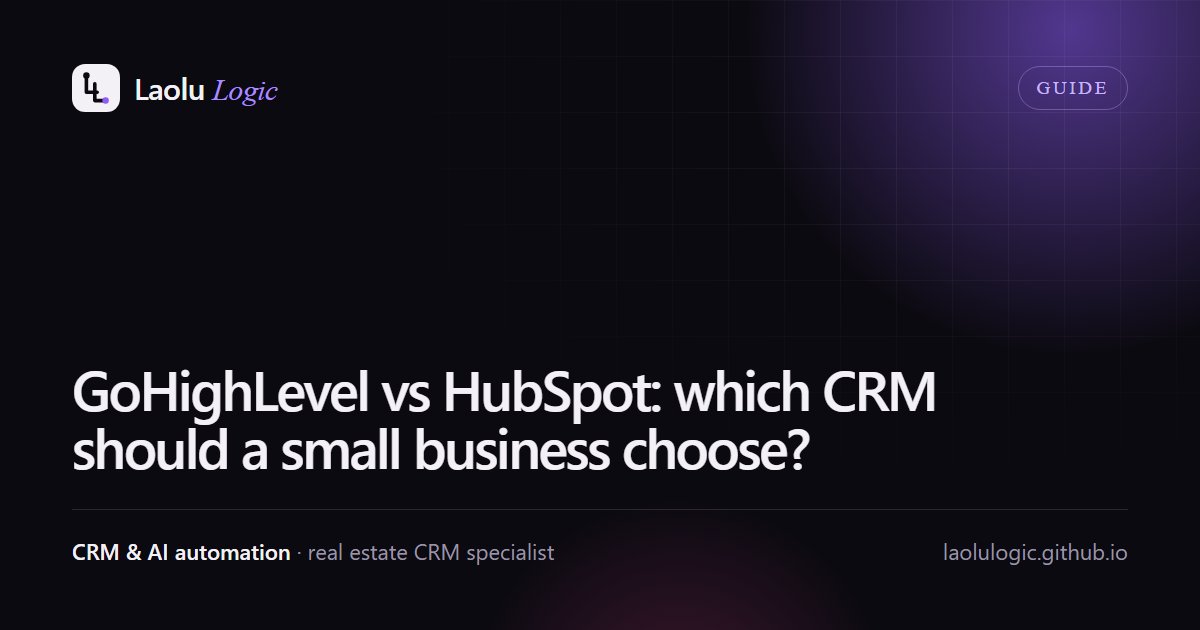 Laolu Logic
GUIDE
GoHighLevel vs HubSpot: which CRM
should a small business choose?
CRM & AI automation · real estate CRM specialist
laolulogic.github.io